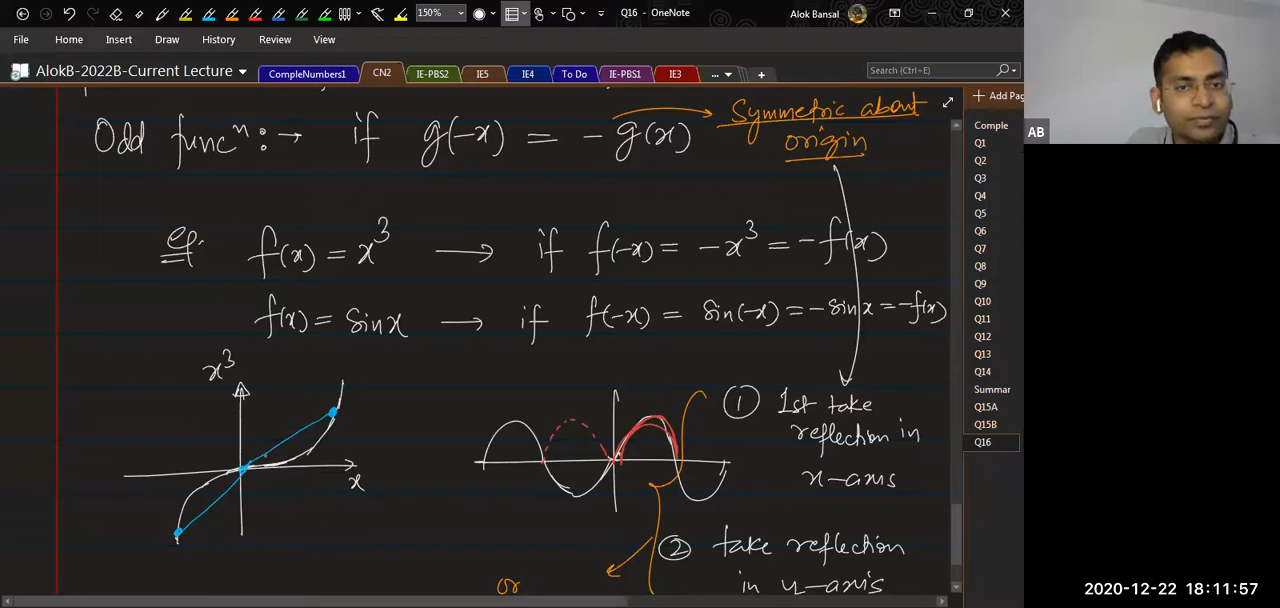 150%
Q16 - OneNote
Alok Bansal
File Home Insert Draw History Review View
AlokB-2022B-Current Lecture
CompleNumbers1 CN2 IE-PBS2 IE5 IE4 To Do IE-PBS1 IE3 ... +
Search (Ctrl+E)
Odd funcⁿ :→ if g(-x) = - g(x)
Symmetric about
origin
eg. f(x) = x³ → if f(-x) = -x³ = -f(x)
f(x) = sinx → if f(-x) = sin(-x) = -sinx = -f(x)
x³
x
① 1st take
reflection in
x-axis
② take reflection
in y-axis
or
+ Add Pag
Comple
Q1
Q2
Q3
Q4
Q5
Q6
Q7
Q8
Q9
Q10
Q11
Q12
Q13
Q14
Summar
Q15A
Q15B
Q16
AB
2020-12-22 18:11:57